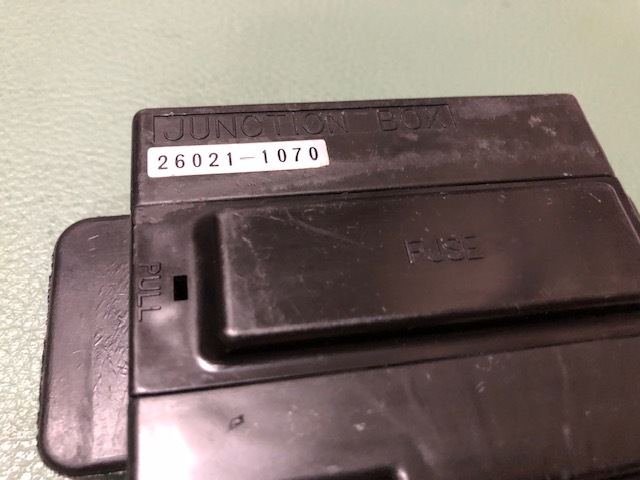 JUNCTION BOX
26021-1070
FUSE
PULL